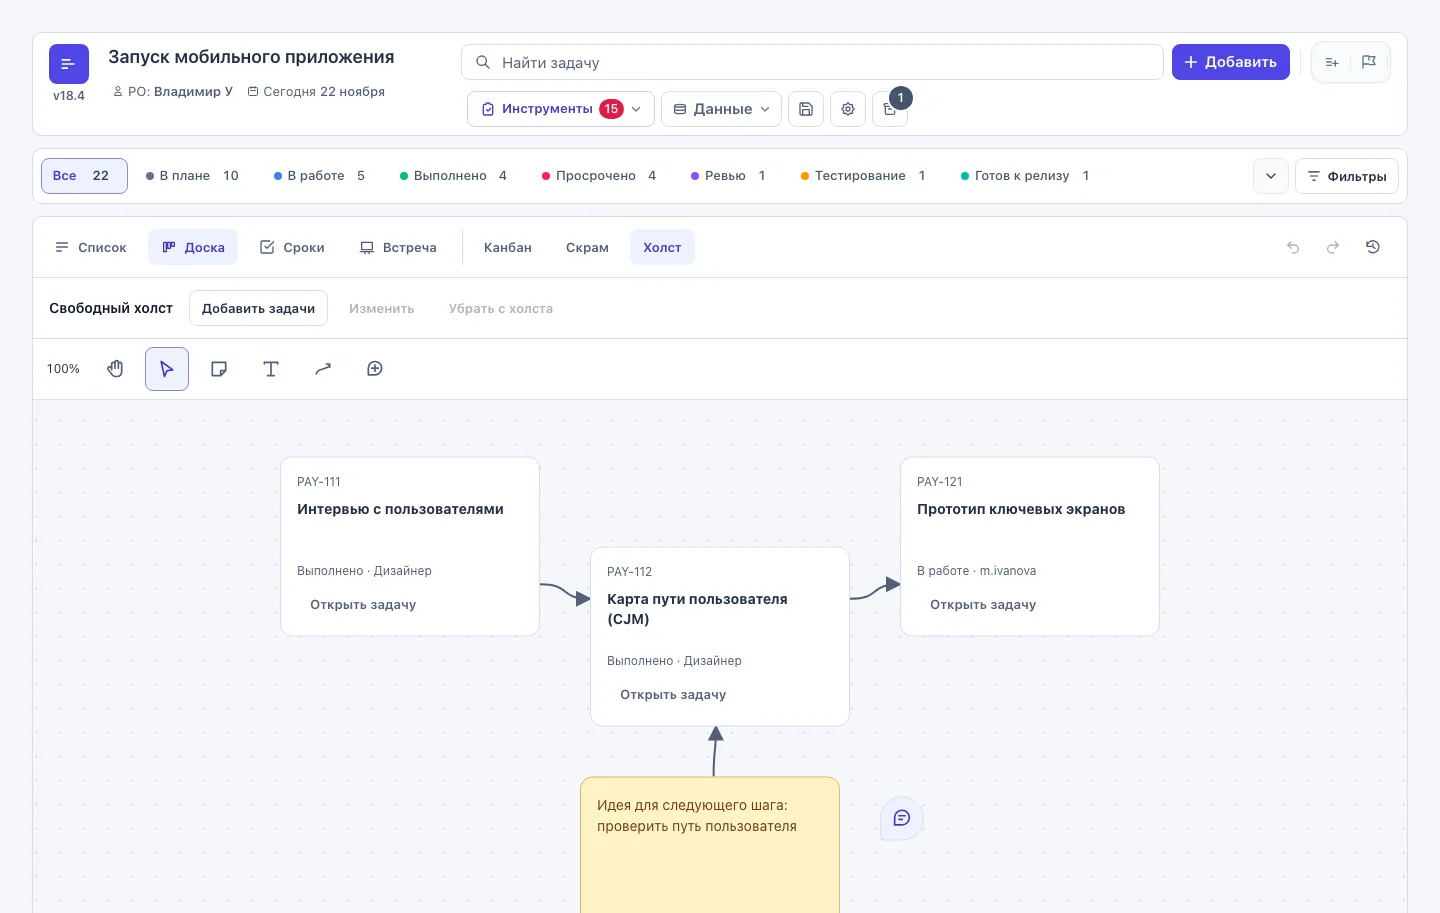 Запуск мобильного приложения
Найти задачу
Добавить
v18.4
PO: Владимир У
Сегодня 22 ноября
Инструменты 15
Данные
1
Все 22
В плане 10
В работе 5
Выполнено 4
Просрочено 4
Ревью 1
Тестирование 1
Готов к релизу 1
Фильтры
Список
Доска
Сроки
Встреча
Канбан
Скрам
Холст
Свободный холст
Добавить задачи
Изменить
Убрать с холста
100%
PAY-111
Интервью с пользователями
Выполнено · Дизайнер
Открыть задачу
PAY-112
Карта пути пользователя
(CJM)
Выполнено · Дизайнер
Открыть задачу
PAY-121
Прототип ключевых экранов
В работе · m.ivanova
Открыть задачу
Идея для следующего шага:
проверить путь пользователя